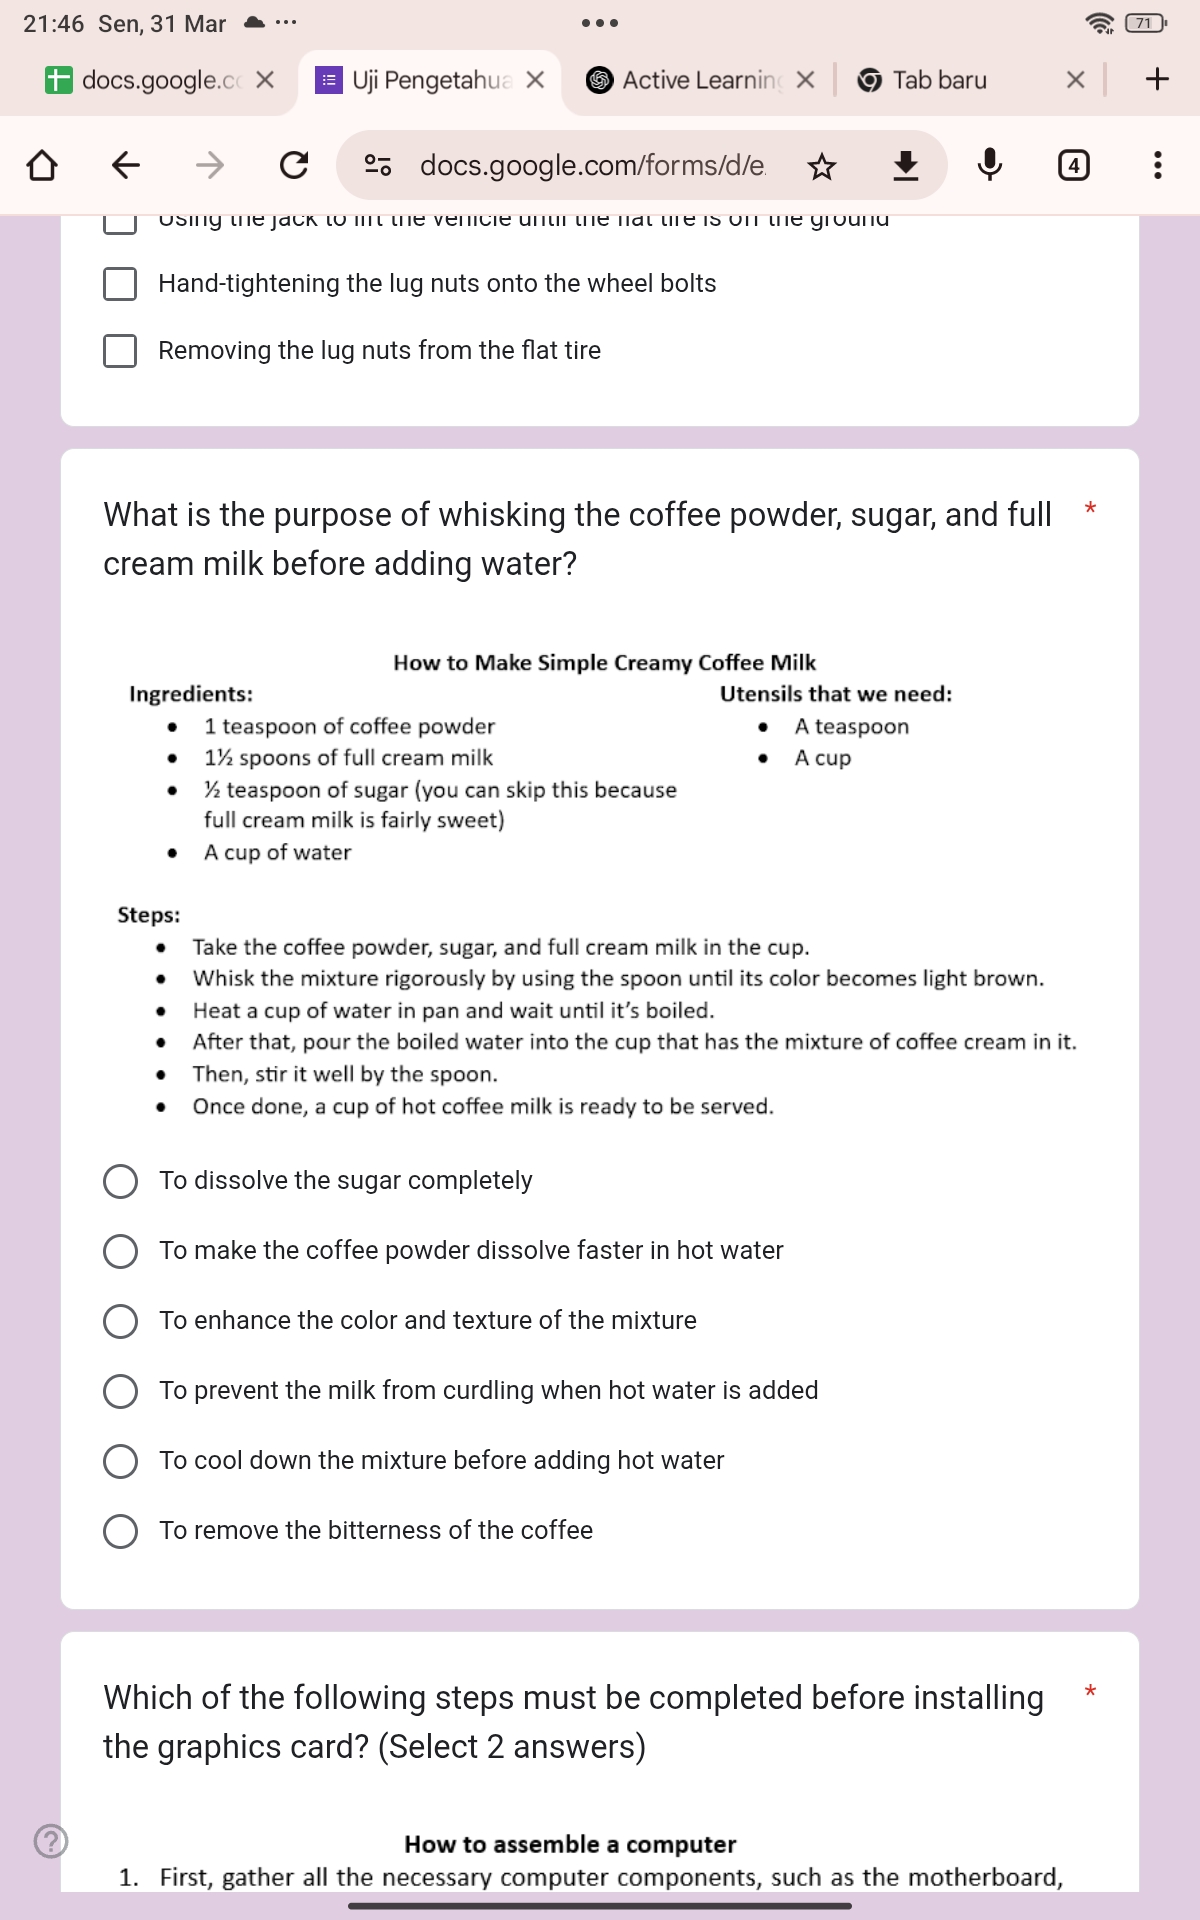 21:46 Sen, 31 Mar
71
docs.google.cc
Uji Pengetahua
Active Learning
Tab baru
docs.google.com/forms/d/e.
4
Using the jack to lift the vehicle until the flat tire is off the ground
Hand-tightening the lug nuts onto the wheel bolts
Removing the lug nuts from the flat tire
What is the purpose of whisking the coffee powder, sugar, and full *
cream milk before adding water?
How to Make Simple Creamy Coffee Milk
Ingredients: Utensils that we need:
• 1 teaspoon of coffee powder • A teaspoon
• 1½ spoons of full cream milk • A cup
• ½ teaspoon of sugar (you can skip this because
full cream milk is fairly sweet)
• A cup of water
Steps:
• Take the coffee powder, sugar, and full cream milk in the cup.
• Whisk the mixture rigorously by using the spoon until its color becomes light brown.
• Heat a cup of water in pan and wait until it's boiled.
• After that, pour the boiled water into the cup that has the mixture of coffee cream in it.
• Then, stir it well by the spoon.
• Once done, a cup of hot coffee milk is ready to be served.
To dissolve the sugar completely
To make the coffee powder dissolve faster in hot water
To enhance the color and texture of the mixture
To prevent the milk from curdling when hot water is added
To cool down the mixture before adding hot water
To remove the bitterness of the coffee
Which of the following steps must be completed before installing *
the graphics card? (Select 2 answers)
How to assemble a computer
1. First, gather all the necessary computer components, such as the motherboard,